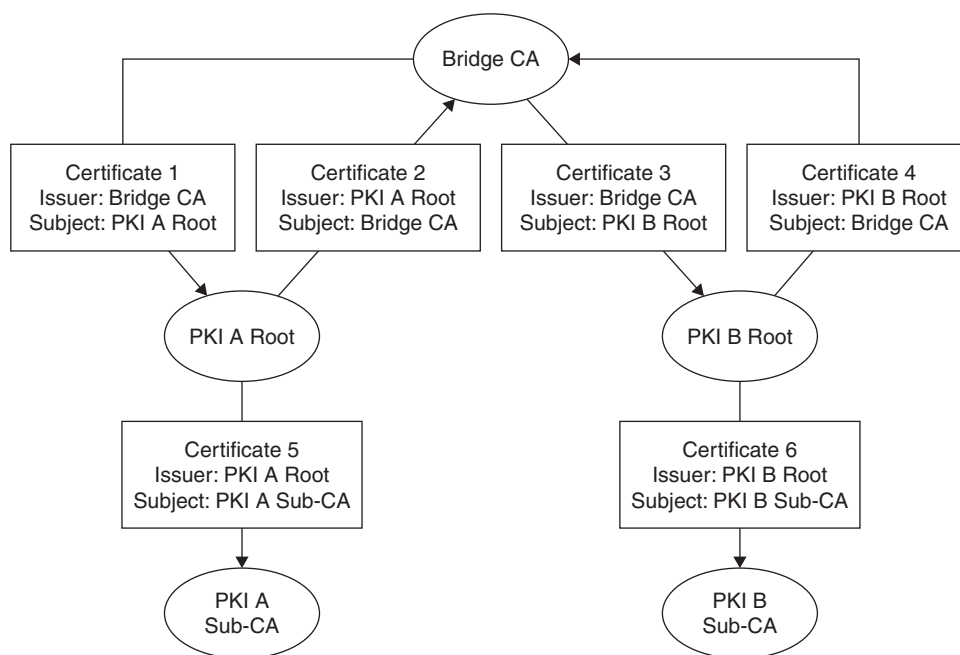 Bridge CA
Certificate 1
Issuer: Bridge CA
Subject: PKI A Root
Certificate 2
Issuer: PKI A Root
Subject: Bridge CA
Certificate 3
Issuer: Bridge CA
Subject: PKI B Root
Certificate 4
Issuer: PKI B Root
Subject: Bridge CA
PKI A Root
PKI B Root
Certificate 5
Issuer: PKI A Root
Subject: PKI A Sub-CA
Certificate 6
Issuer: PKI B Root
Subject: PKI B Sub-CA
PKI A
Sub-CA
PKI B
Sub-CA